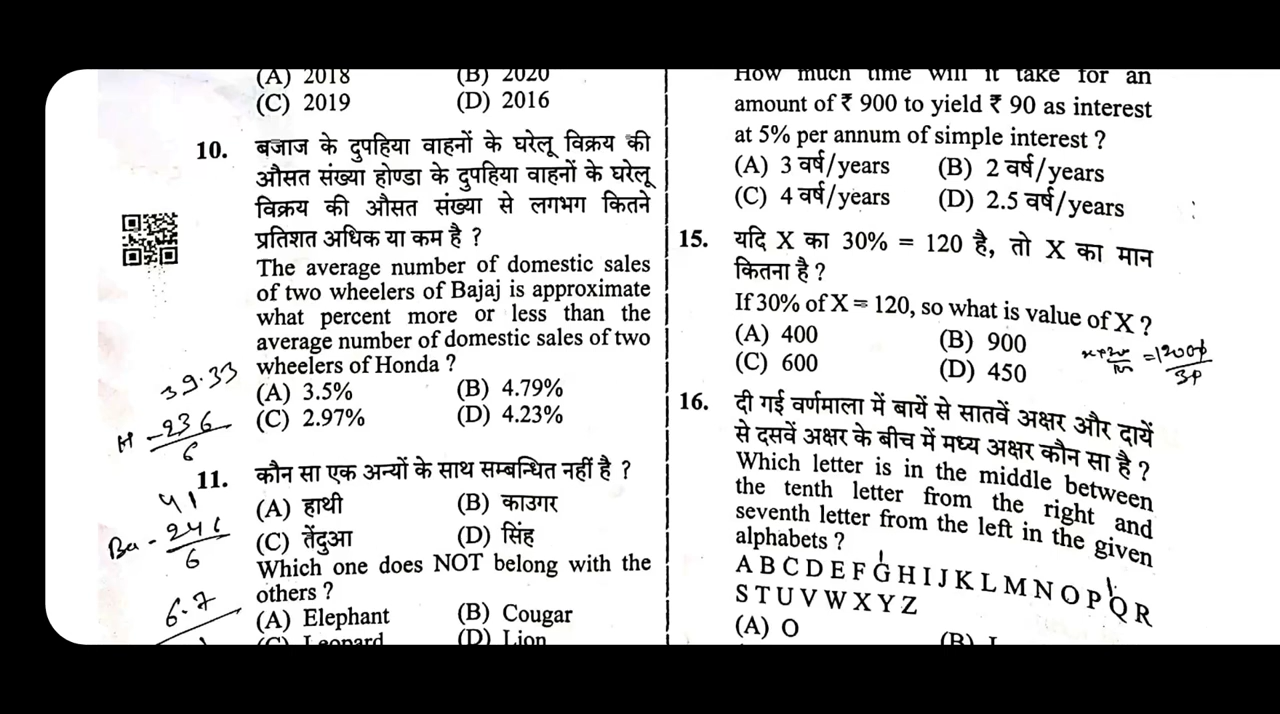 (A) 2018 (B) 2020
(C) 2019 (D) 2016
10. बजाज के दुपहिया वाहनों के घरेलू विक्रय की
औसत संख्या होण्डा के दुपहिया वाहनों के घरेलू
विक्रय की औसत संख्या से लगभग कितने
प्रतिशत अधिक या कम है ?
The average number of domestic sales
of two wheelers of Bajaj is approximate
what percent more or less than the
average number of domestic sales of two
wheelers of Honda ?
(A) 3.5% (B) 4.79%
(C) 2.97% (D) 4.23%
39.33
H - 236
6
11. कौन सा एक अन्यों के साथ सम्बन्धित नहीं है ?
(A) हाथी (B) काउगर
(C) तेंदुआ (D) सिंह
Which one does NOT belong with the
others ?
(A) Elephant (B) Cougar
(C) Leopard (D) Lion
41
Ba - 246
6
6.7
How much time will it take for an
amount of ₹ 900 to yield ₹ 90 as interest
at 5% per annum of simple interest ?
(A) 3 वर्ष/years (B) 2 वर्ष/years
(C) 4 वर्ष/years (D) 2.5 वर्ष/years
15. यदि X का 30% = 120 है, तो X का मान
कितना है ?
If 30% of X = 120, so what is value of X ?
(A) 400 (B) 900
(C) 600 (D) 450
16. दी गई वर्णमाला में बायें से सातवें अक्षर और दायें
से दसवें अक्षर के बीच में मध्य अक्षर कौन सा है ?
Which letter is in the middle between
the tenth letter from the right and
seventh letter from the left in the given
alphabets ?
A B C D E F G H I J K L M N O P Q R
S T U V W X Y Z
(A) O (B)